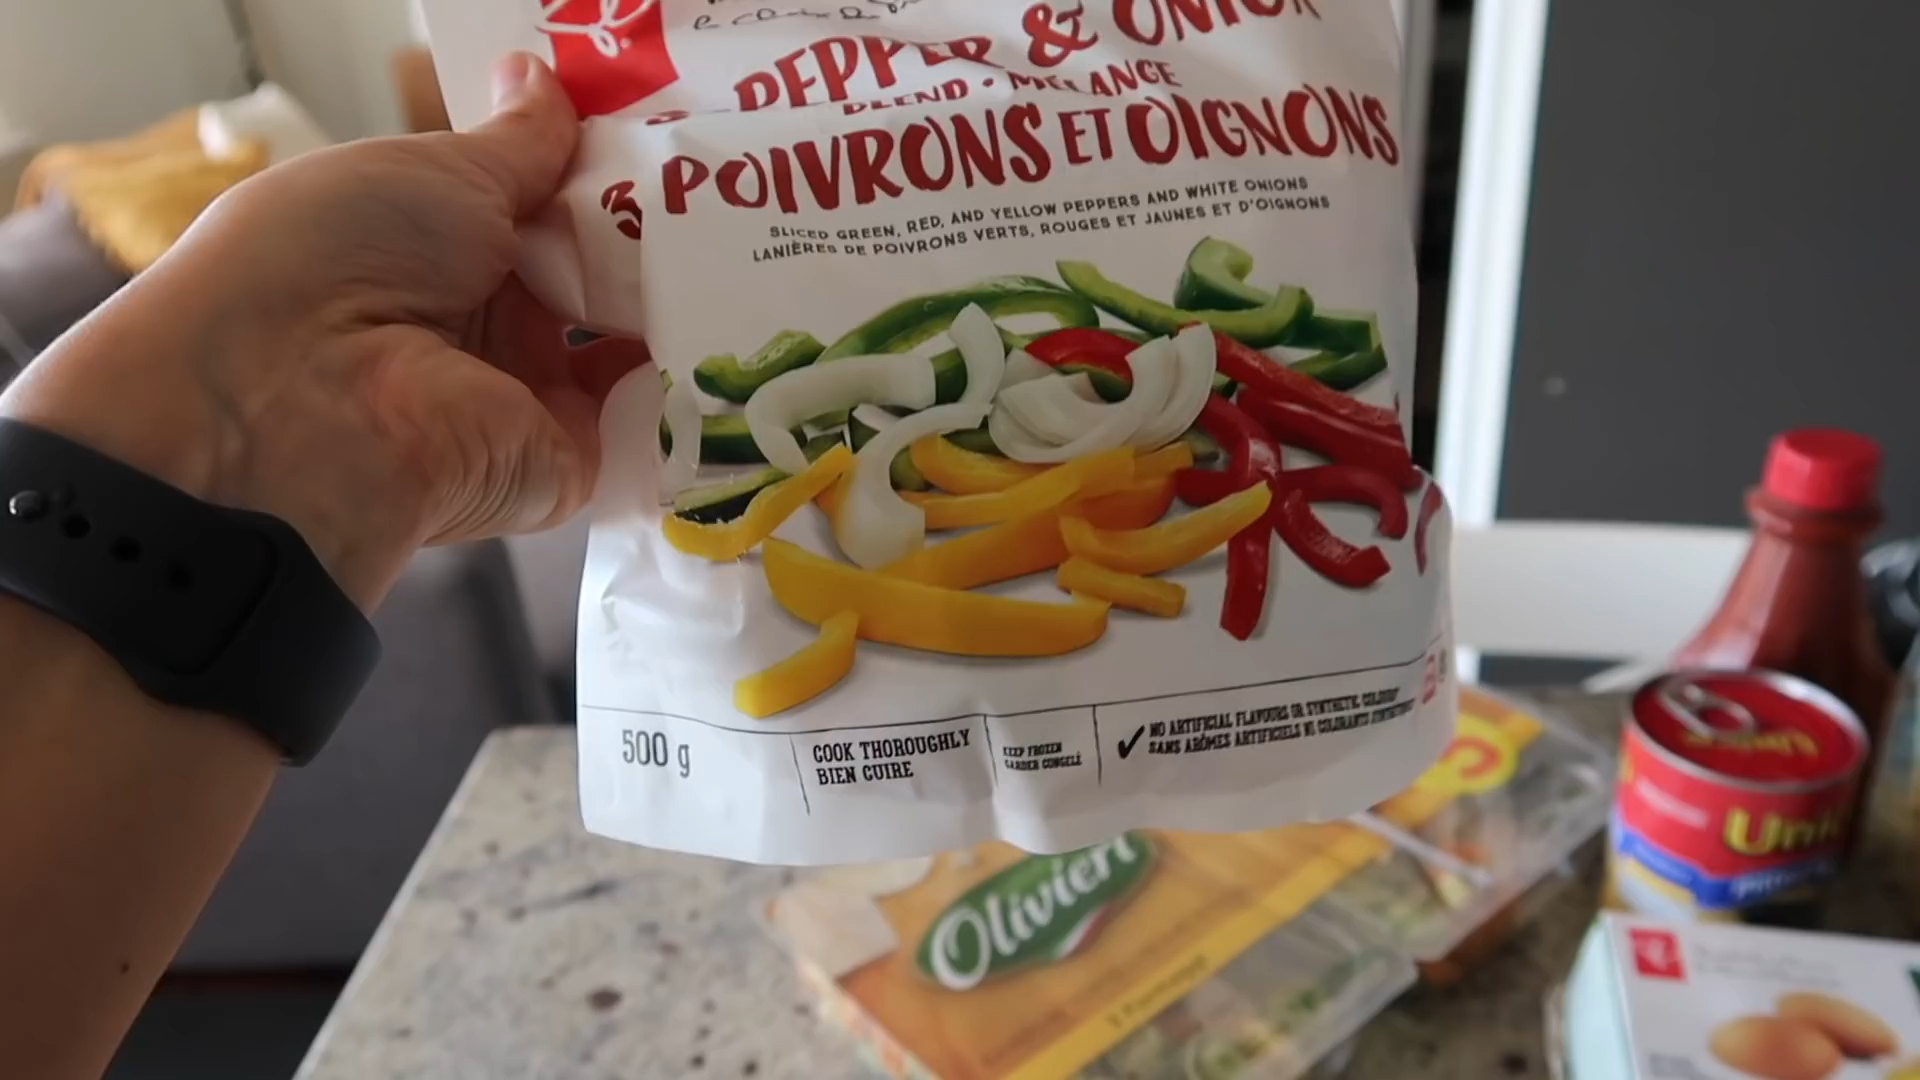 PC
PEPPER & ONION
BLEND • MÉLANGE
3 POIVRONS ET OIGNONS
SLICED GREEN, RED, AND YELLOW PEPPERS AND WHITE ONIONS
LANIÈRES DE POIVRONS VERTS, ROUGES ET JAUNES ET D'OIGNONS
500 g
COOK THOROUGHLY
BIEN CUIRE
KEEP FROZEN
GARDER CONGELÉ
NO ARTIFICIAL FLAVOURS OR SYNTHETIC COLOURS
SANS ARÔMES ARTIFICIELS NI COLORANTS SYNTHÉTIQUES
Olivieri